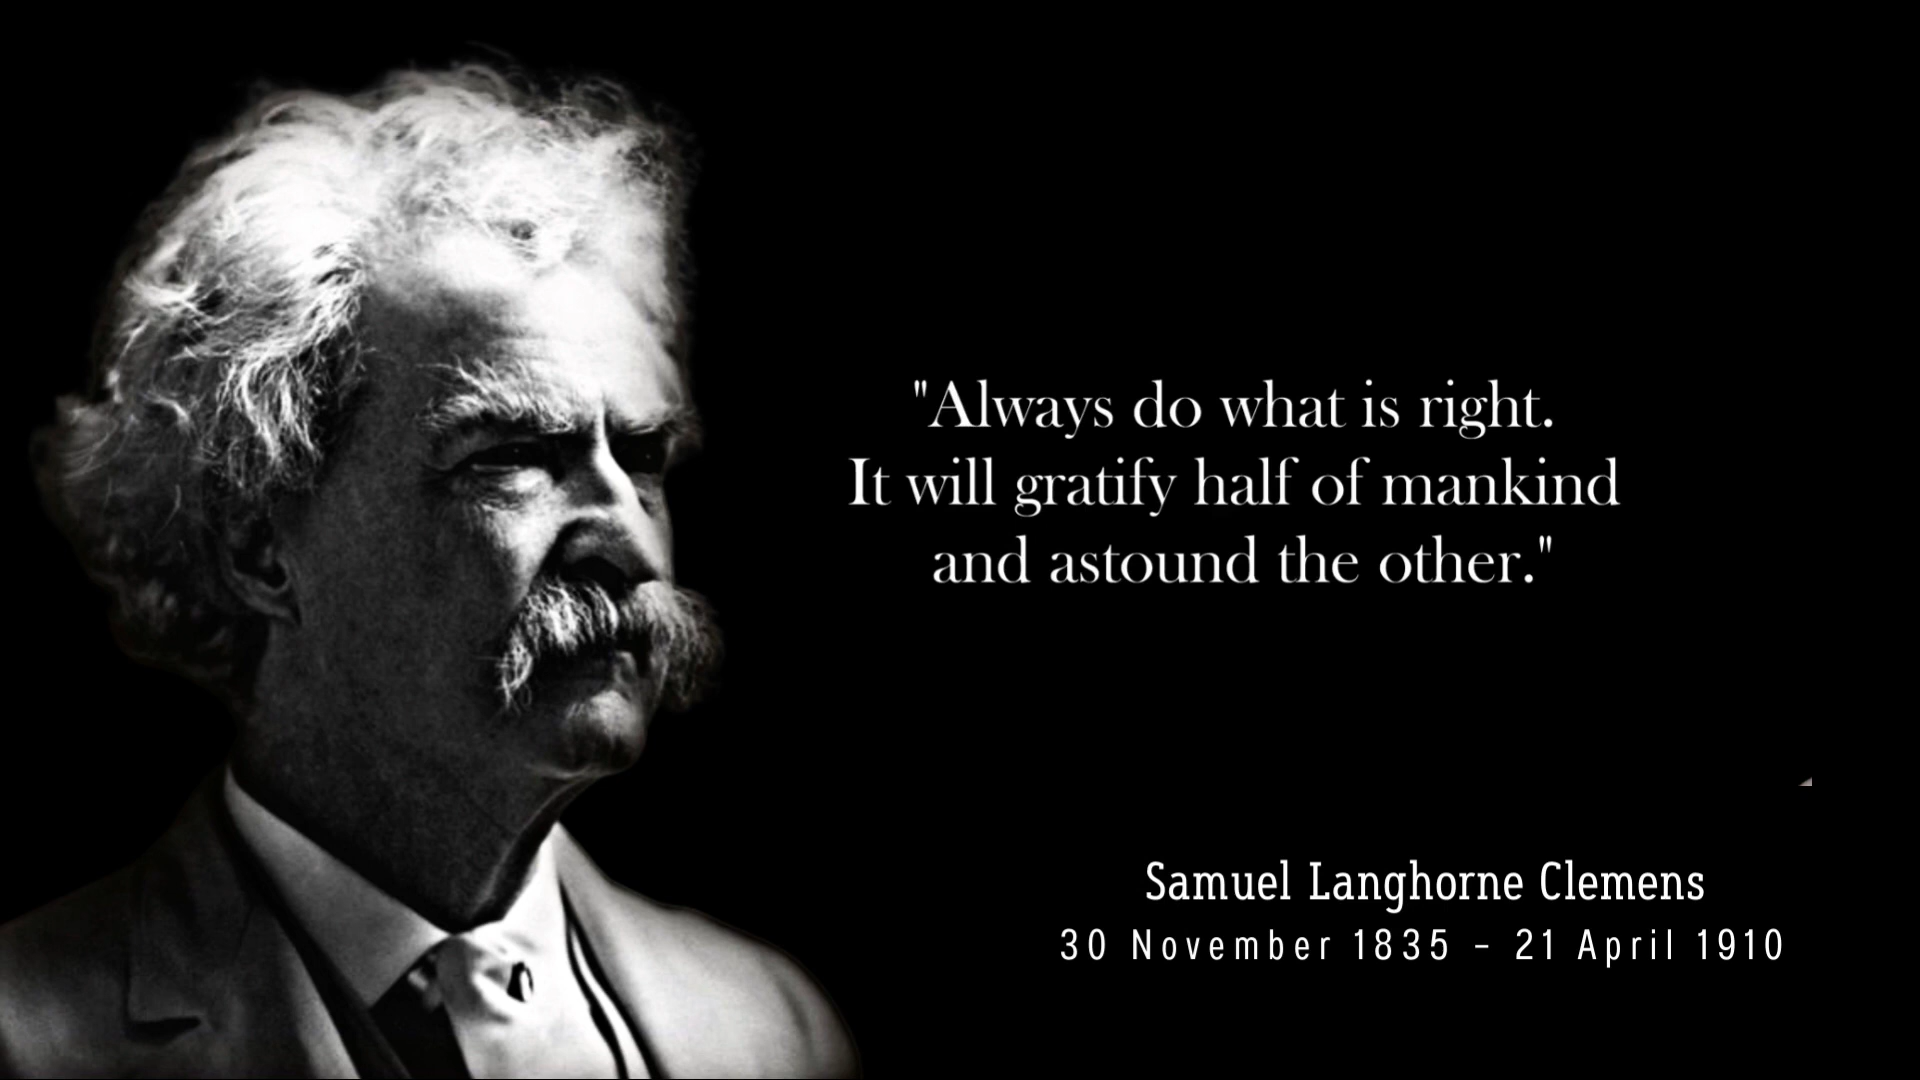 "Always do what is right.
It will gratify half of mankind
and astound the other."
Samuel Langhorne Clemens
30 November 1835 – 21 April 1910